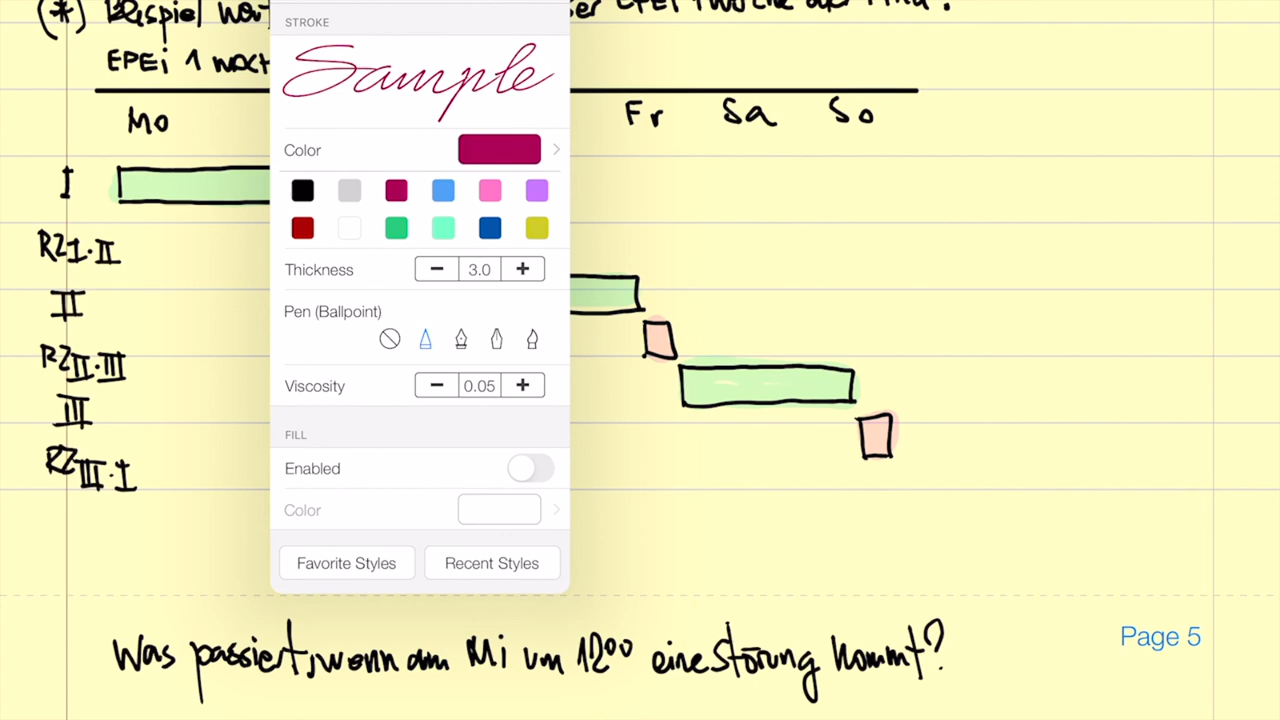 (*) Beispiel
EPEi 1
STROKE
Sample
Mo Fr Sa So
Color
I
RZ I·II
Thickness
− 3.0 +
II
Pen (Ballpoint)
RZ II·III
Viscosity
− 0.05 +
III
FILL
RZ III·I
Enabled
Color
Favorite Styles Recent Styles
Was passiert, wenn am Mi um 12⁰⁰ eine Störung kommt?
Page 5